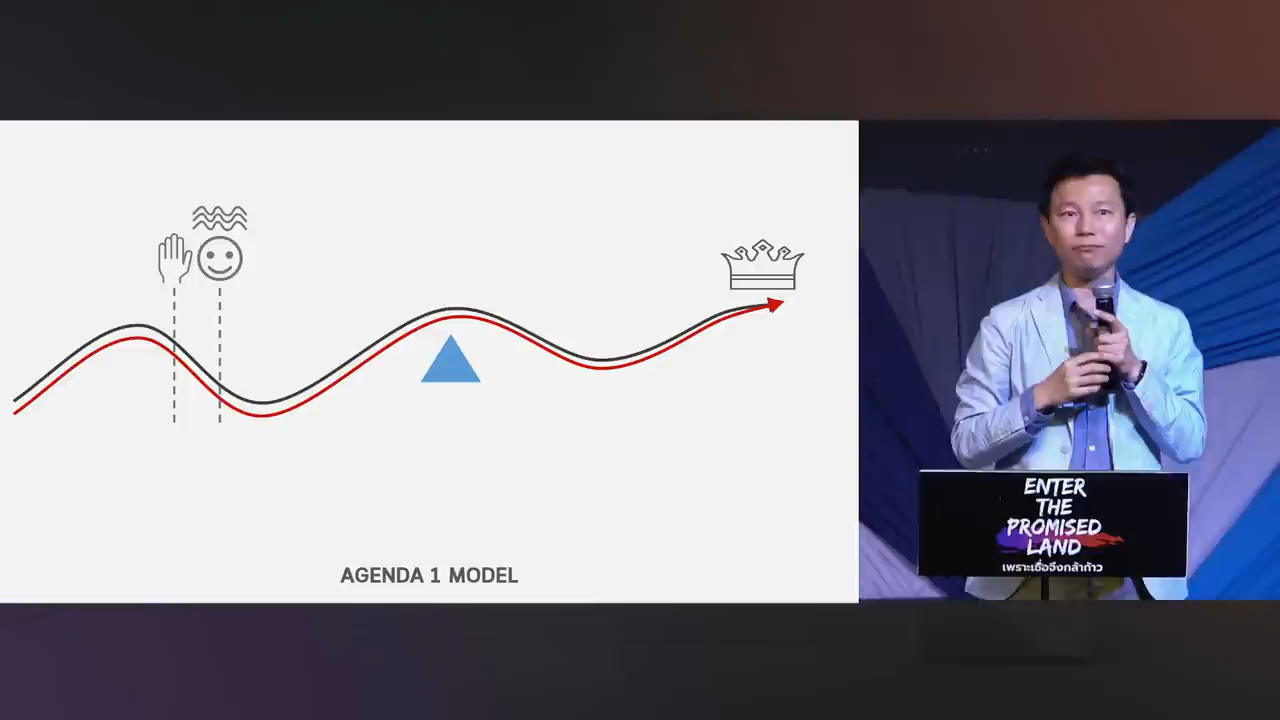 AGENDA 1 MODEL
ENTER
THE
PROMISED
LAND
เพราะเชื่อจึงกล้าก้าว